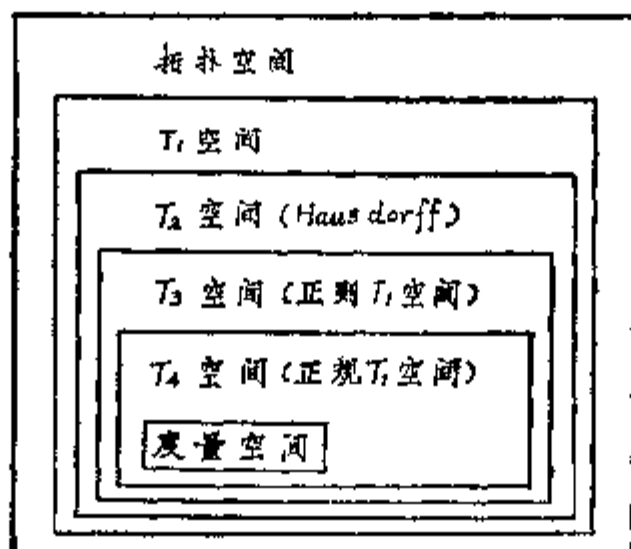 拓扑空间
T₁ 空间
T₂ 空间 (Hausdorff)
T₃ 空间 (正则 T₁ 空间)
T₄ 空间 (正规 T₁ 空间)
度量空间